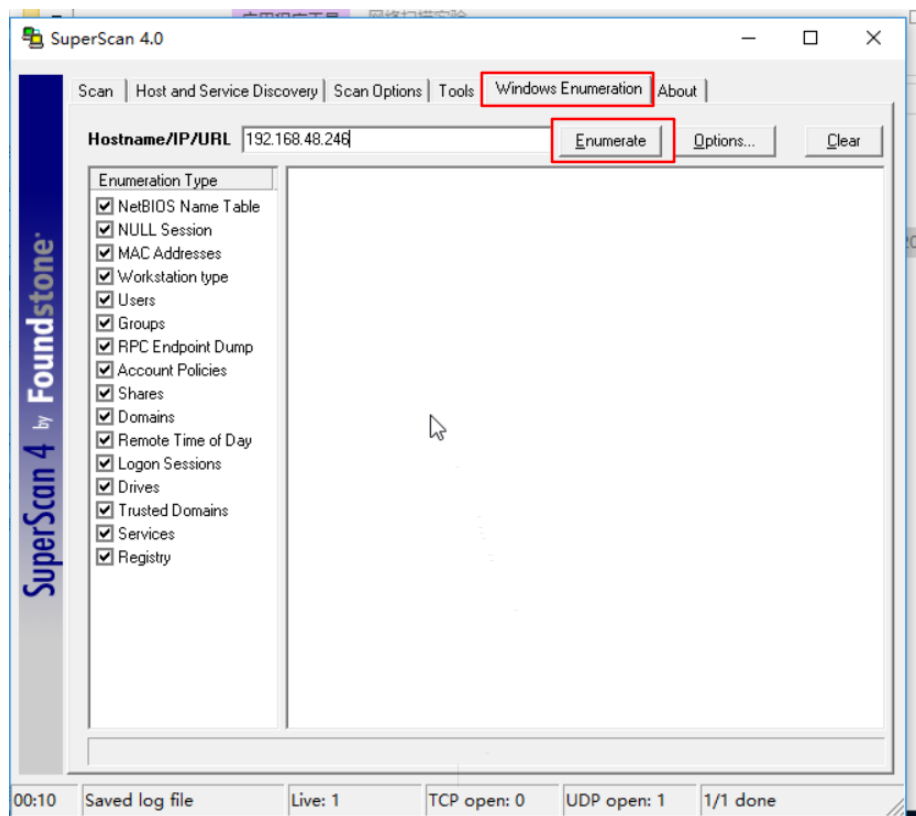 SuperScan 4.0
Scan
Host and Service Discovery
Scan Options
Tools
Windows Enumeration
About
Hostname/IP/URL
192.168.48.246
Enumerate
Options...
Clear
Enumeration Type
NetBIOS Name Table
NULL Session
MAC Addresses
Workstation type
Users
Groups
RPC Endpoint Dump
Account Policies
Shares
Domains
Remote Time of Day
Logon Sessions
Drives
Trusted Domains
Services
Registry
SuperScan 4 by Foundstone
00:10
Saved log file
Live: 1
TCP open: 0
UDP open: 1
1/1 done